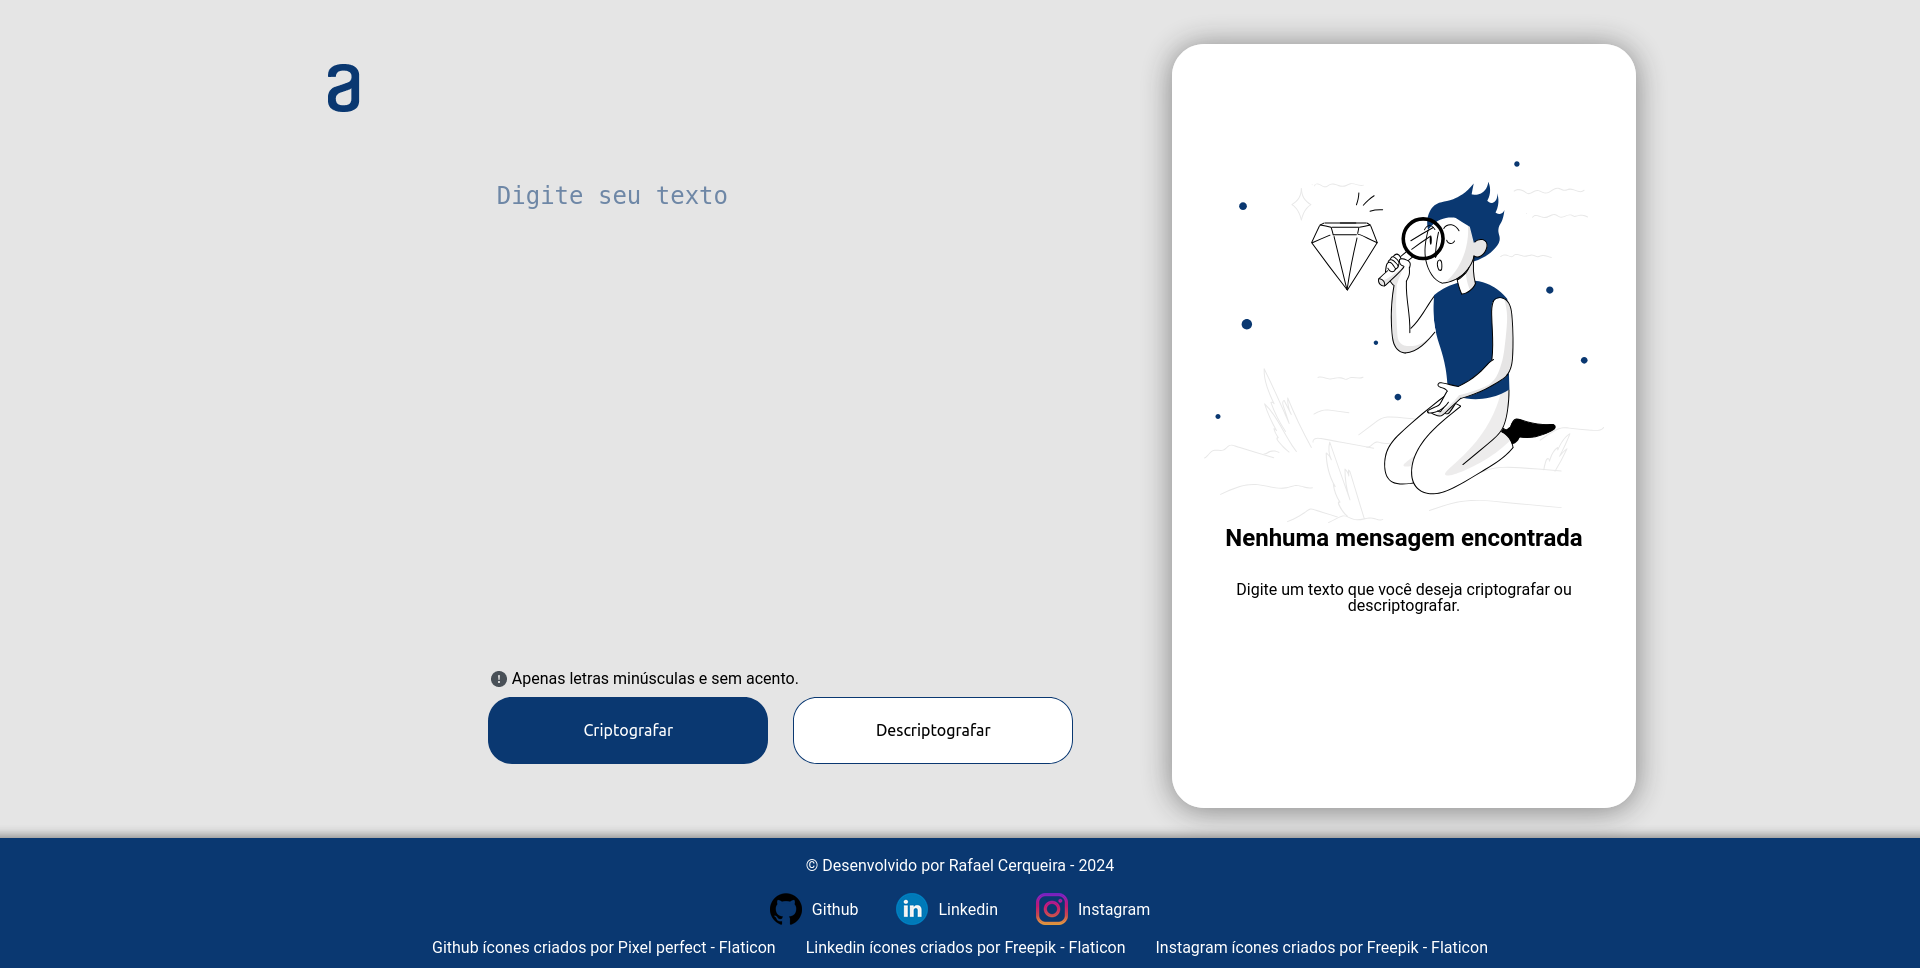 a
Digite seu texto
Apenas letras minúsculas e sem acento.
Criptografar
Descriptografar
Nenhuma mensagem encontrada
Digite um texto que você deseja criptografar ou
descriptografar.
© Desenvolvido por Rafael Cerqueira - 2024
Github
Linkedin
Instagram
Github ícones criados por Pixel perfect - Flaticon
Linkedin ícones criados por Freepik - Flaticon
Instagram ícones criados por Freepik - Flaticon